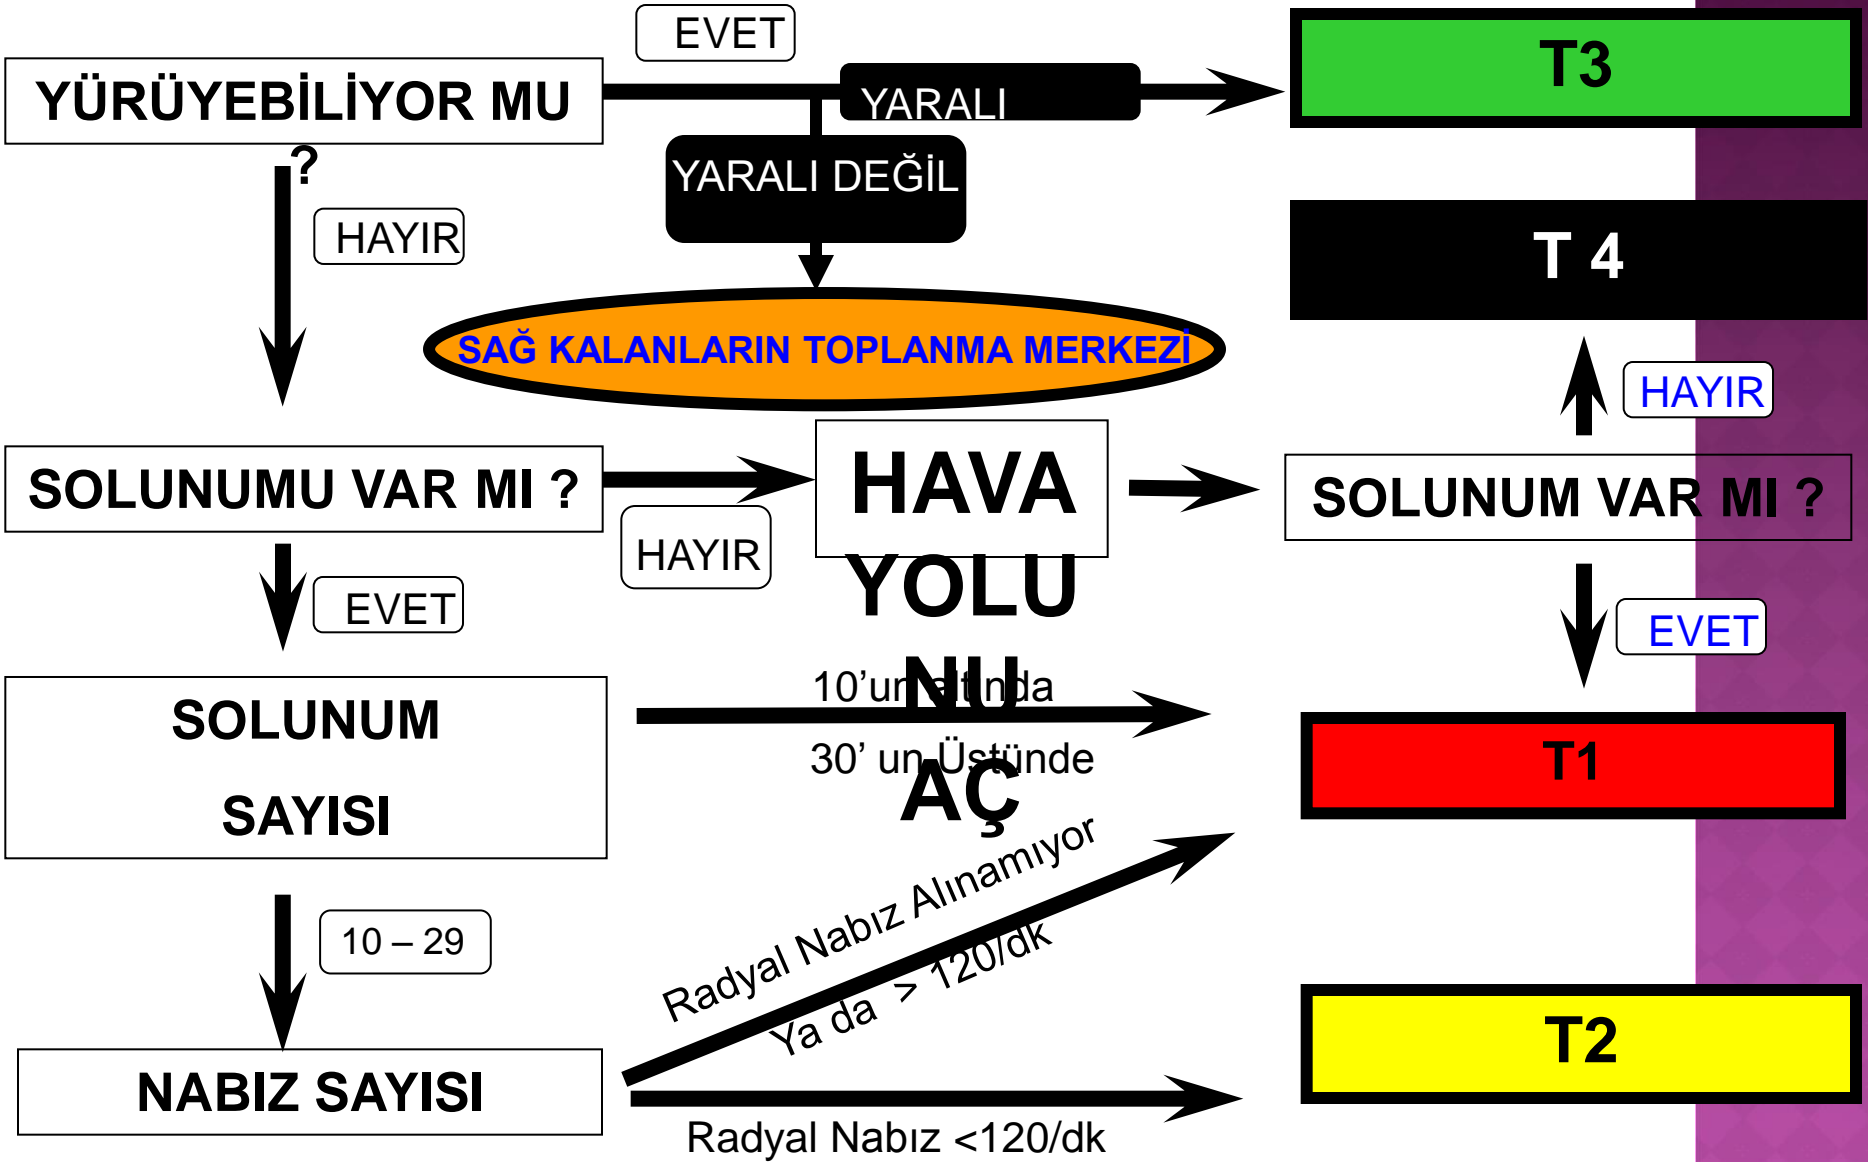 EVET
T3
YÜRÜYEBİLİYOR MU
?
YARALI
YARALI DEĞİL
HAYIR
T 4
SAĞ KALANLARIN TOPLANMA MERKEZİ
HAYIR
SOLUNUMU VAR MI ?
HAVA
YOLU
NU
AÇ
SOLUNUM VAR MI ?
HAYIR
EVET
EVET
SOLUNUM
SAYISI
10’un altında
30’ un Üstünde
T1
10 – 29
Radyal Nabız Alınamıyor
Ya da > 120/dk
T2
NABIZ SAYISI
Radyal Nabız <120/dk